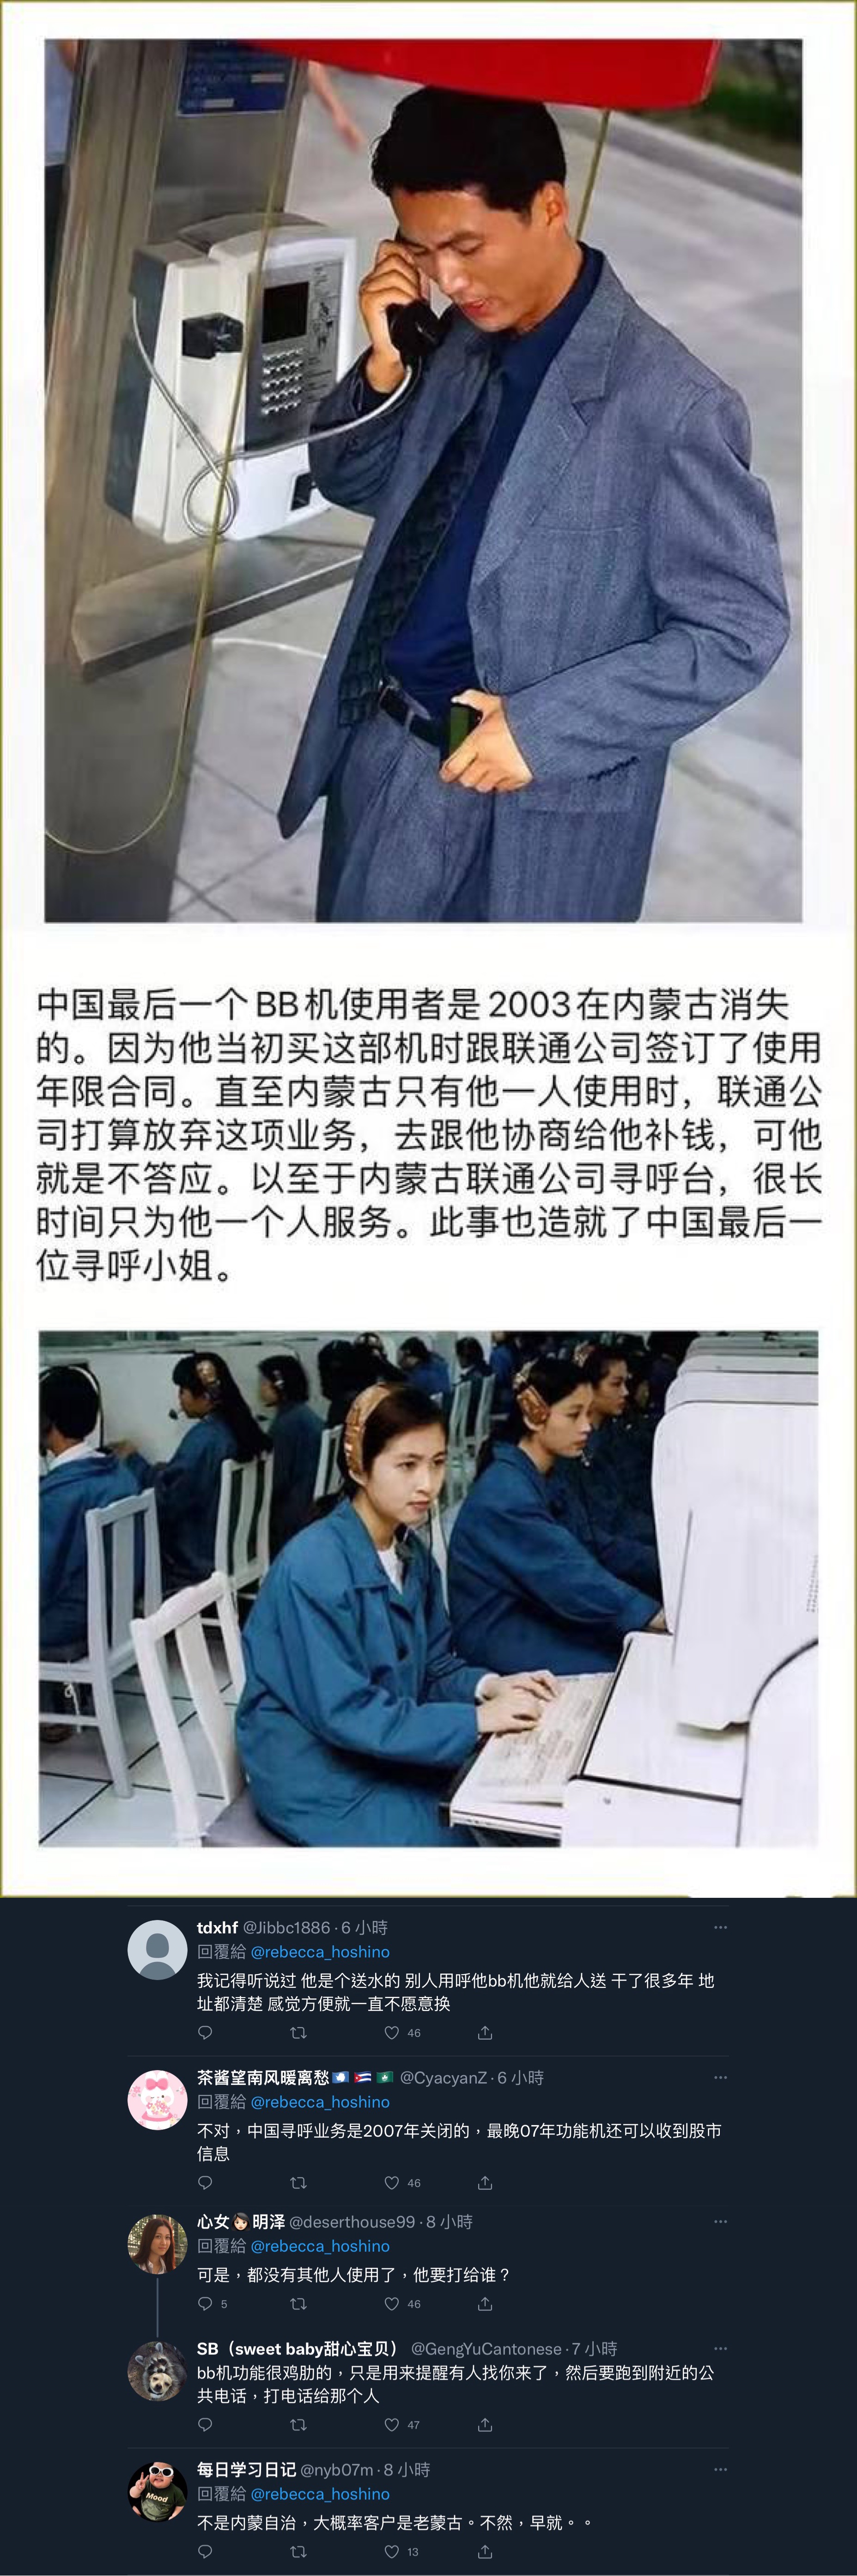 中国最后一个BB机使用者是2003在内蒙古消失
的。因为他当初买这部机时跟联通公司签订了使用
年限合同。直至内蒙古只有他一人使用时，联通公
司打算放弃这项业务，去跟他协商给他补钱，可他
就是不答应。以至于内蒙古联通公司寻呼台，很长
时间只为他一个人服务。此事也造就了中国最后一
位寻呼小姐。
tdxhf @Jibbc1886 · 6 小時
回覆給 @rebecca_hoshino
我记得听说过 他是个送水的 别人用呼他bb机他就给人送 干了很多年 地
址都清楚 感觉方便就一直不愿意换
46
茶酱望南风暖离愁🇦🇶 🇨🇺 🇲🇴 @CyacyanZ · 6 小時
回覆給 @rebecca_hoshino
不对，中国寻呼业务是2007年关闭的，最晚07年功能机还可以收到股市
信息
46
心女👩🏻明泽 @deserthouse99 · 8 小時
回覆給 @rebecca_hoshino
可是，都没有其他人使用了，他要打给谁？
5 46
SB（sweet baby甜心宝贝） @GengYuCantonese · 7 小時
bb机功能很鸡肋的，只是用来提醒有人找你来了，然后要跑到附近的公
共电话，打电话给那个人
47
每日学习日记 @nyb07m · 8 小時
回覆給 @rebecca_hoshino
Mood
不是内蒙自治，大概率客户是老蒙古。不然，早就。。
13